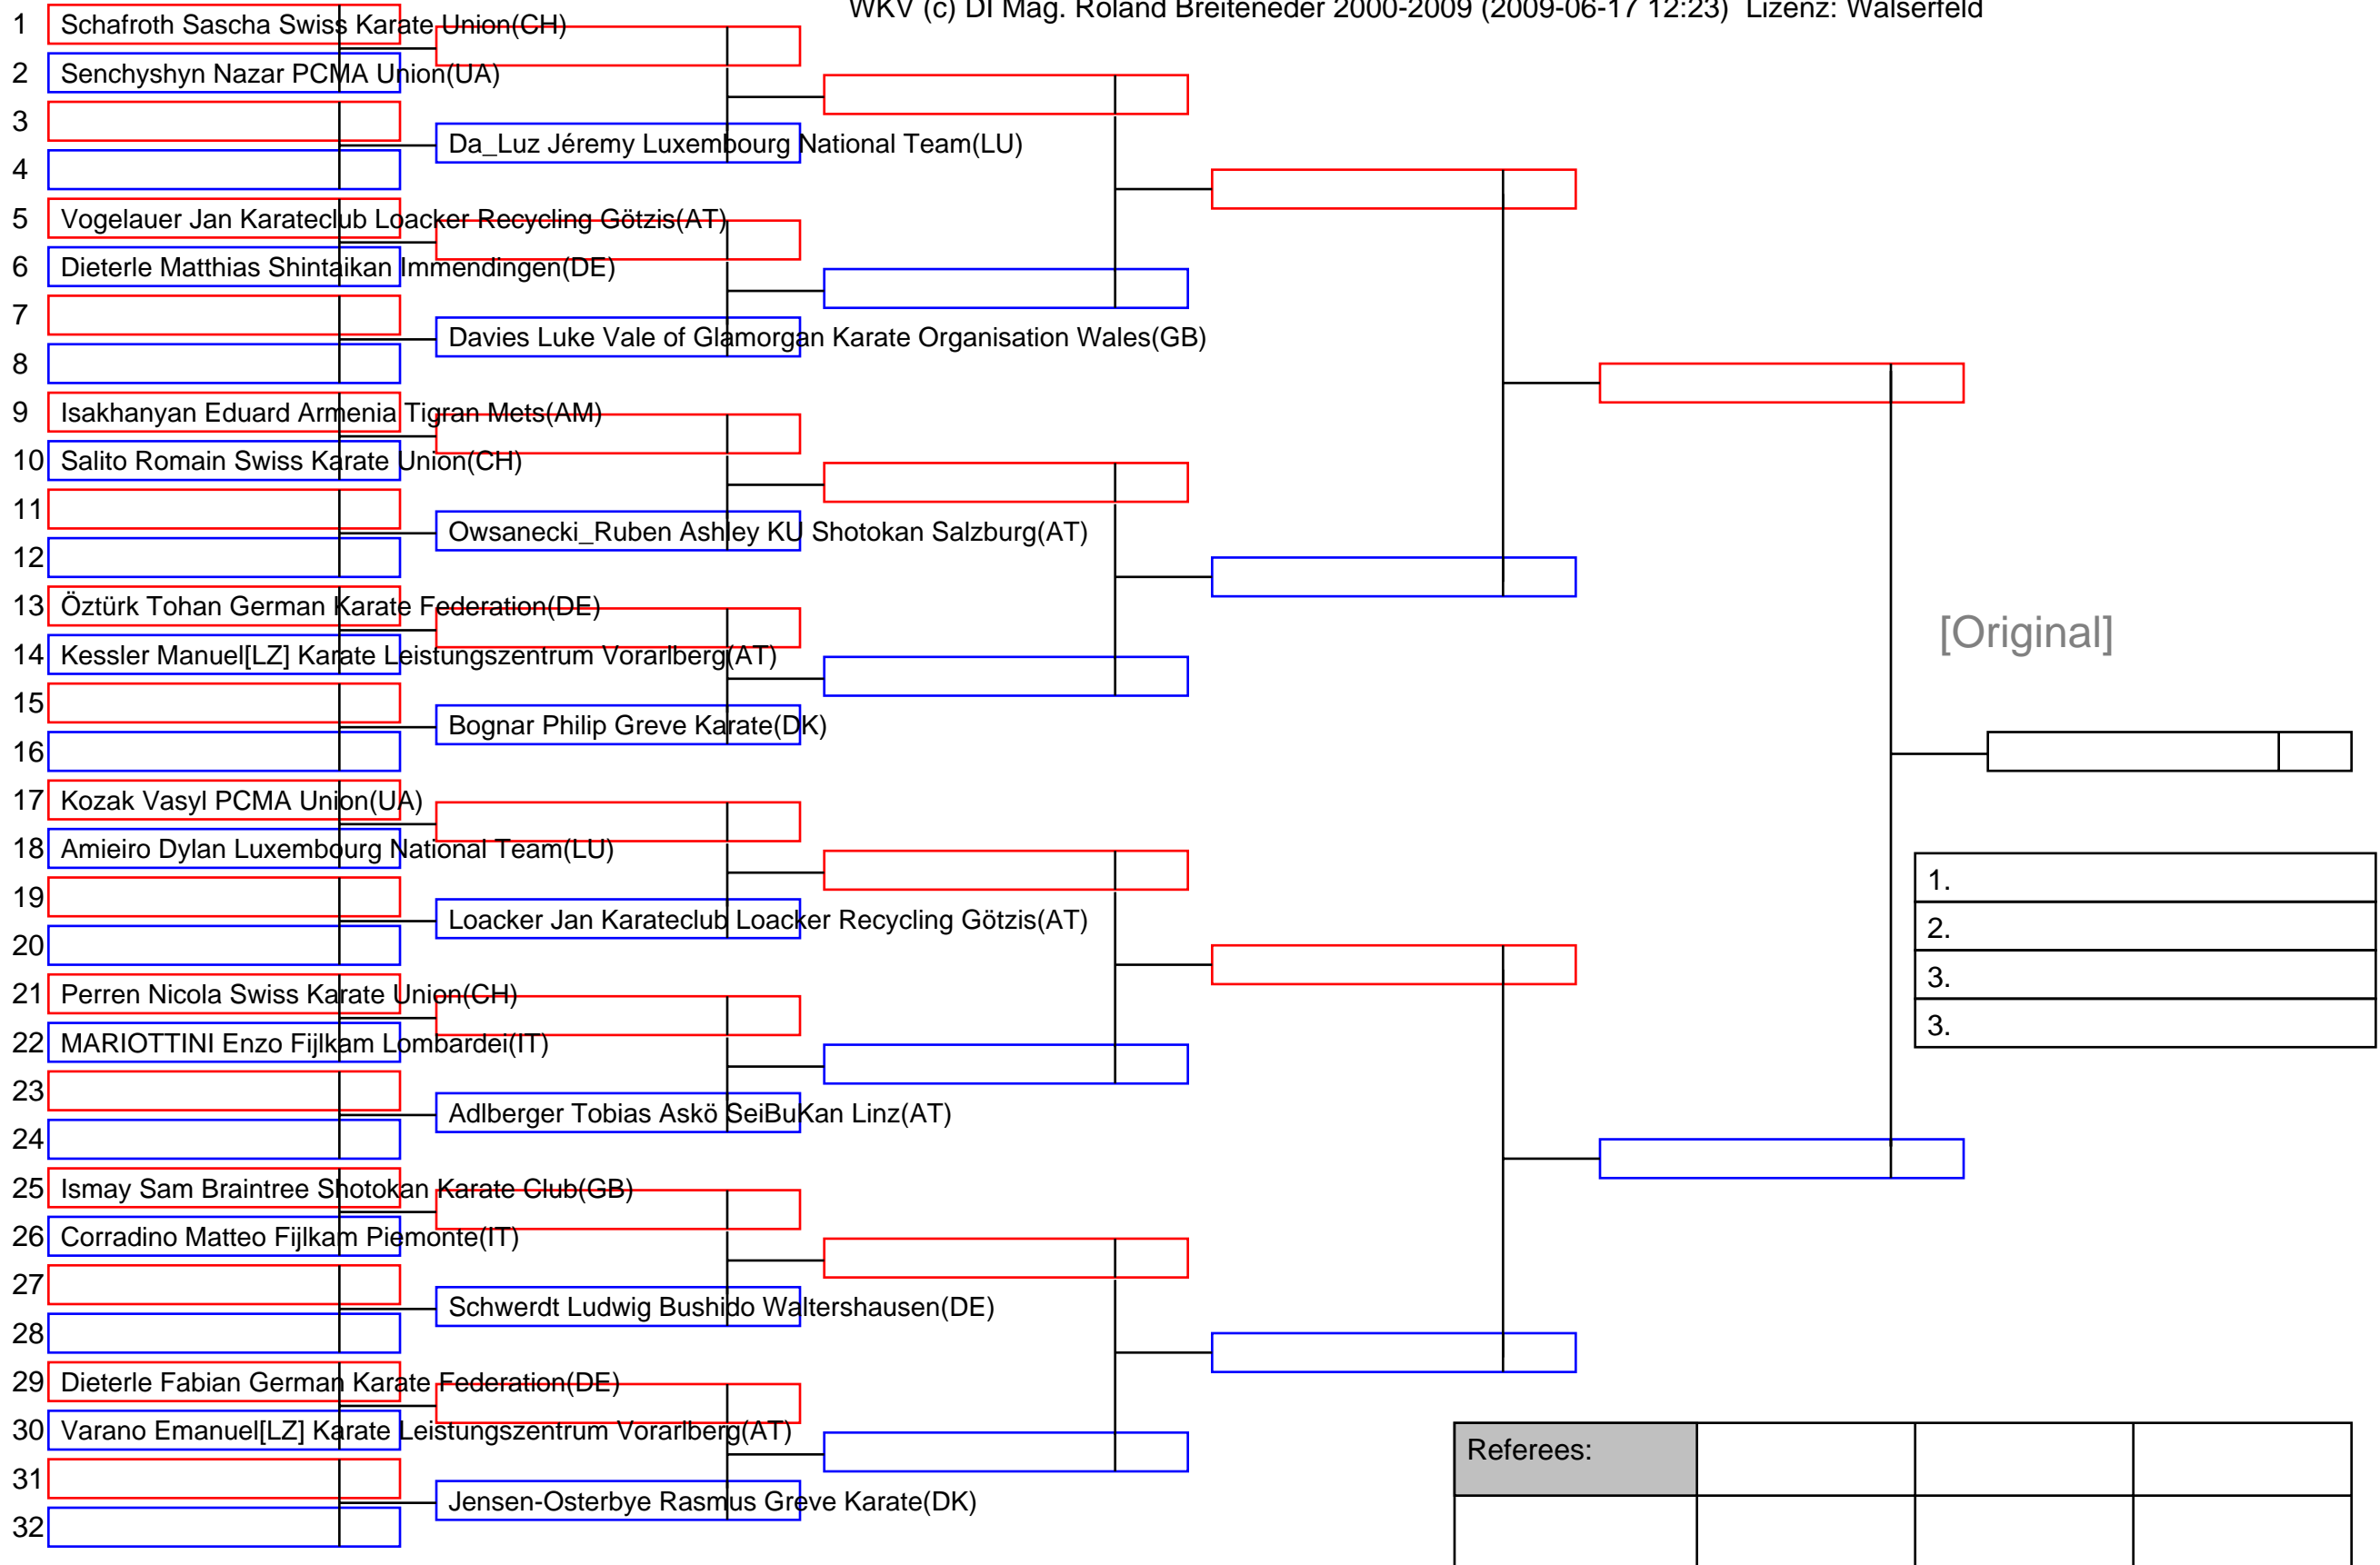 WKV (c) DI Mag. Roland Breiteneder 2000-2009 (2009-06-17 12:23) Lizenz: Walserfeld
1 Schafroth Sascha Swiss Karate Union(CH)
2 Senchyshyn Nazar PCMA Union(UA)
3
Da_Luz Jéremy Luxembourg National Team(LU)
4
5 Vogelauer Jan Karateclub Loacker Recycling Götzis(AT)
6 Dieterle Matthias Shintaikan Immendingen(DE)
7
Davies Luke Vale of Glamorgan Karate Organisation Wales(GB)
8
9 Isakhanyan Eduard Armenia Tigran Mets(AM)
10 Salito Romain Swiss Karate Union(CH)
11
Owsanecki_Ruben Ashley KU Shotokan Salzburg(AT)
12
13 Öztürk Tohan German Karate Federation(DE)
[Original]
14 Kessler Manuel[LZ] Karate Leistungszentrum Vorarlberg(AT)
15
Bognar Philip Greve Karate(DK)
16
17 Kozak Vasyl PCMA Union(UA)
18 Amieiro Dylan Luxembourg National Team(LU)
1.
19
Loacker Jan Karateclub Loacker Recycling Götzis(AT)
2.
20
3.
21 Perren Nicola Swiss Karate Union(CH)
3.
22 MARIOTTINI Enzo Fijlkam Lombardei(IT)
23
Adlberger Tobias Askö SeiBuKan Linz(AT)
24
25 Ismay Sam Braintree Shotokan Karate Club(GB)
26 Corradino Matteo Fijlkam Piemonte(IT)
27
Schwerdt Ludwig Bushido Waltershausen(DE)
28
29 Dieterle Fabian German Karate Federation(DE)
30 Varano Emanuel[LZ] Karate Leistungszentrum Vorarlberg(AT)
Referees:
31
Jensen-Osterbye Rasmus Greve Karate(DK)
32